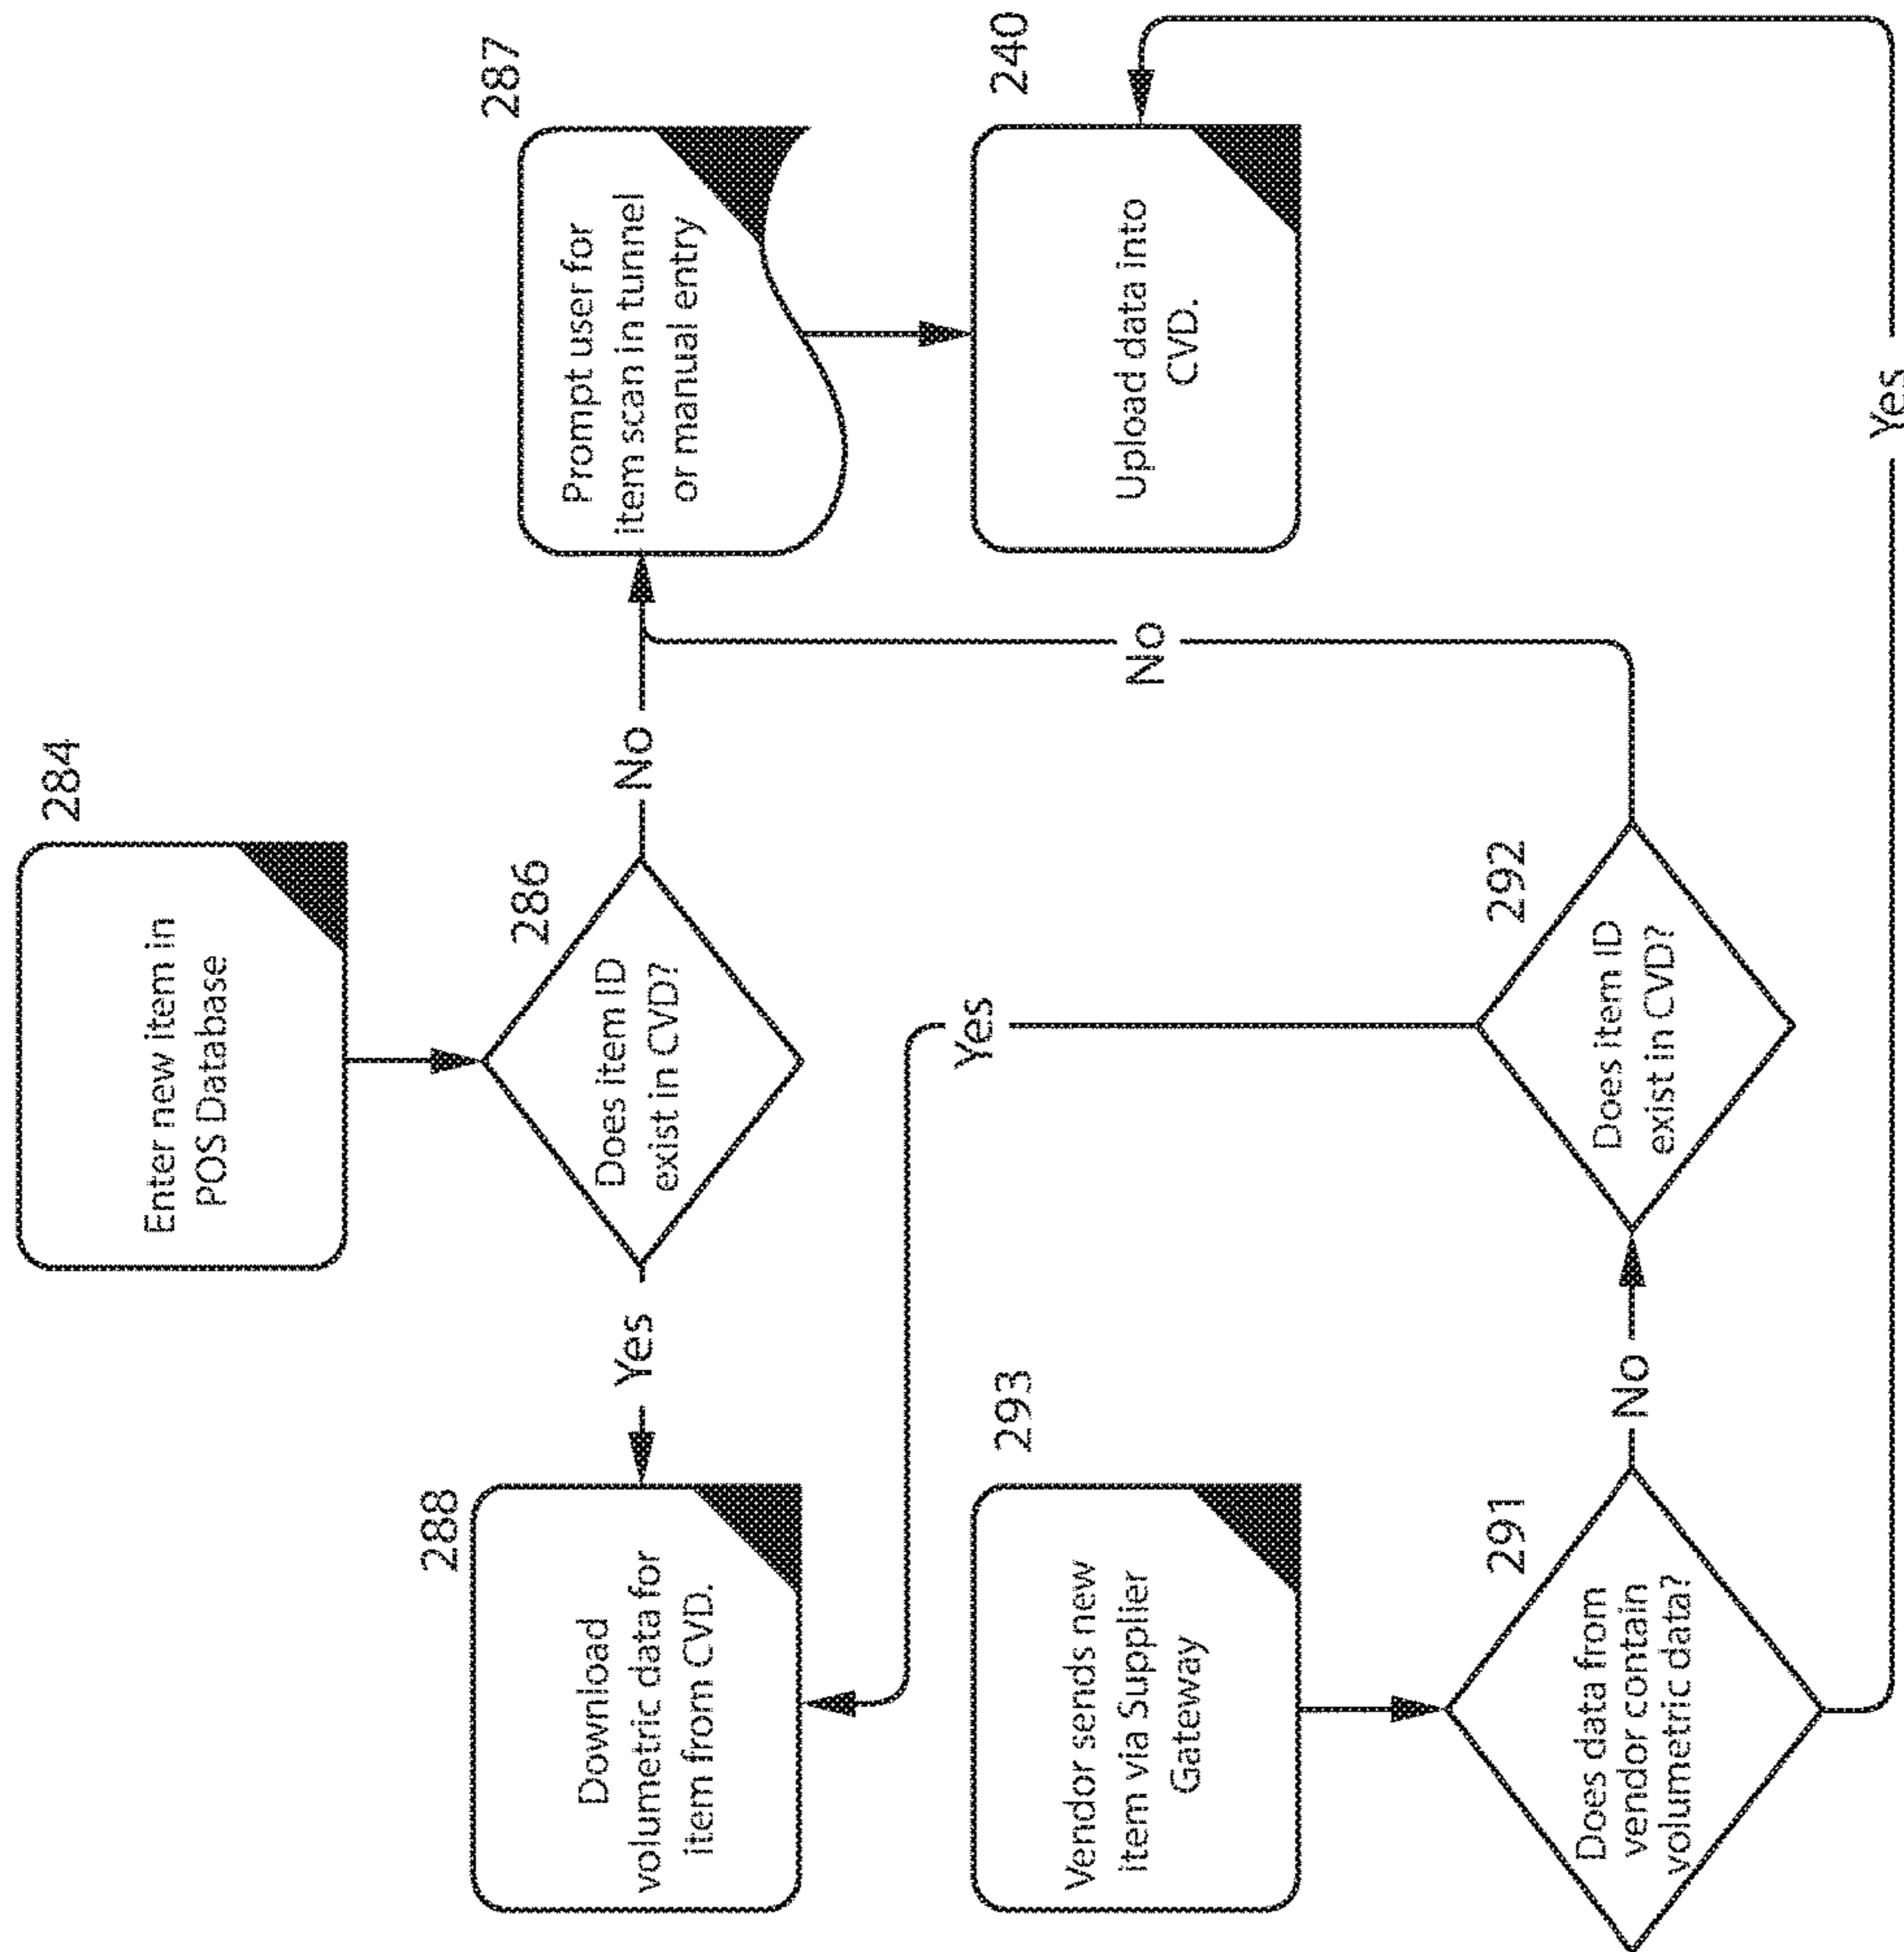 284
Enter new item in
POS Database
286
Does item ID
exist in CVD?
Yes
No
288
Download
volumetric data for
item from CVD.
287
Prompt user for
item scan in tunnel
or manual entry
Yes
293
Vendor sends new
item via Supplier
Gateway
No
240
Upload data into
CVD.
291
Does data from
vendor contain
volumetric data?
No
292
Does item ID
exist in CVD?
Yes